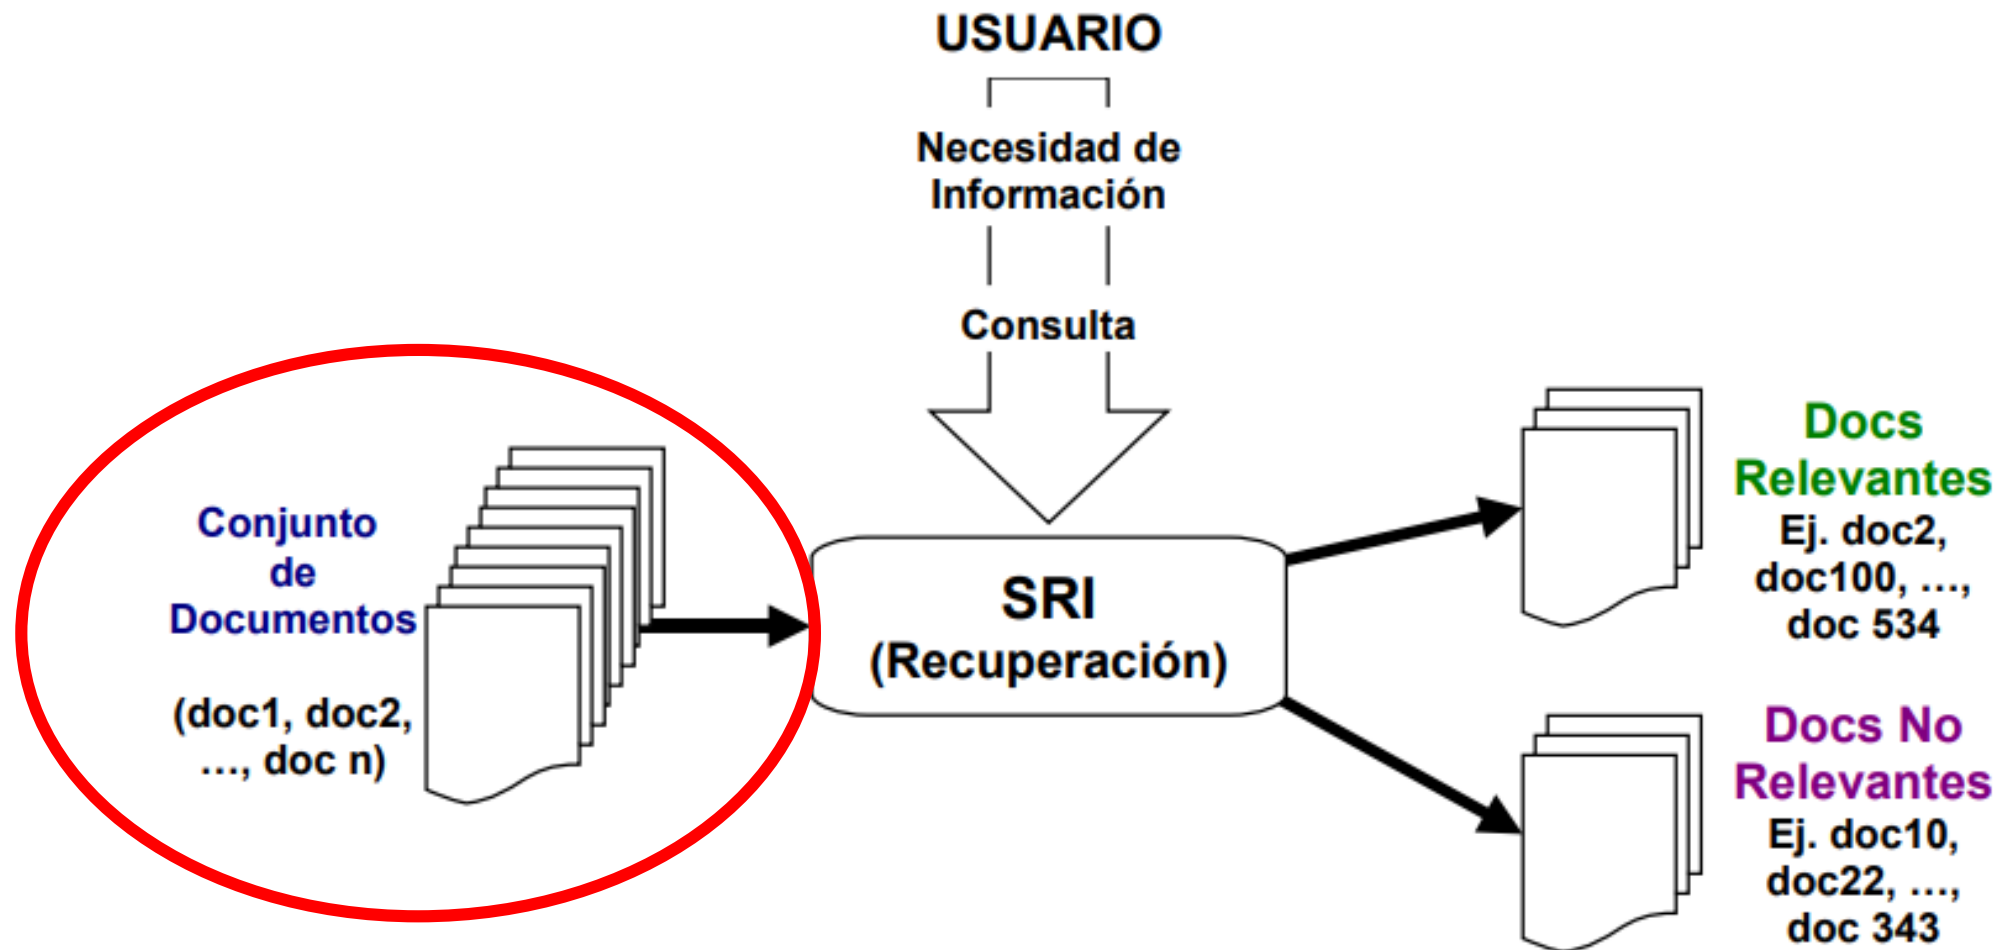 USUARIO
Necesidad de
Información
Consulta
Conjunto
de
Documentos
(doc1, doc2,
..., doc n)
SRI
(Recuperación)
Docs
Relevantes
Ej. doc2,
doc100, ...,
doc 534
Docs No
Relevantes
Ej. doc10,
doc22, ...,
doc 343